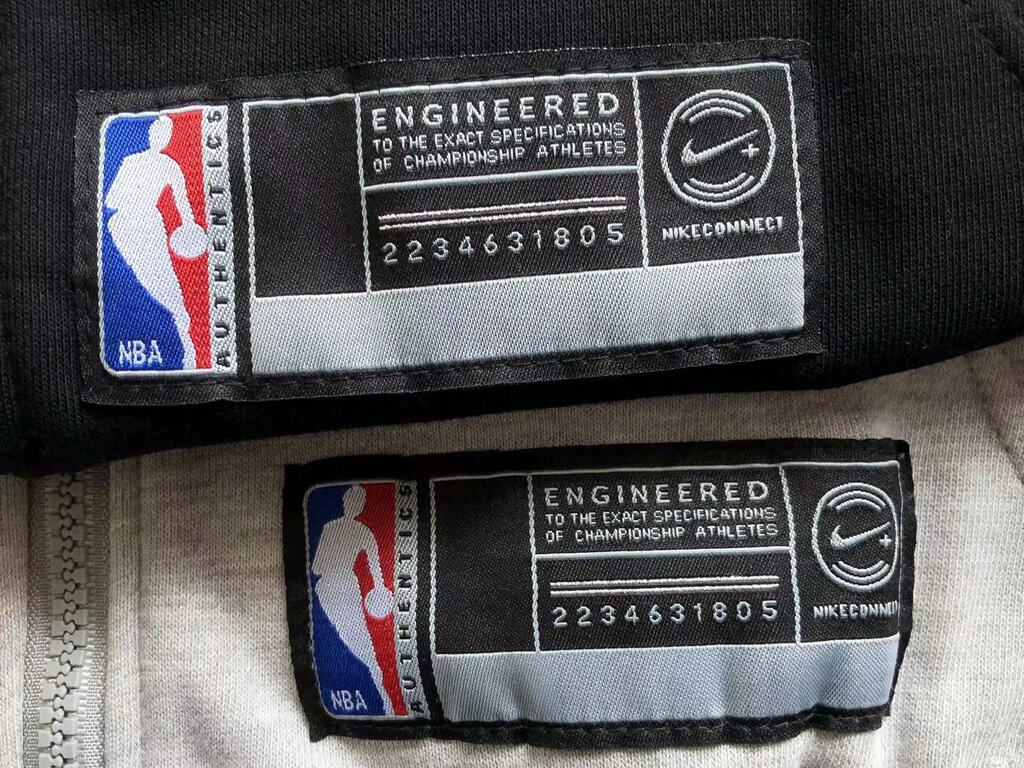 NBA
AUTHENTICS
ENGINEERED
TO THE EXACT SPECIFICATIONS
OF CHAMPIONSHIP ATHLETES
2234631805
NIKECONNECT
NBA
AUTHENTICS
ENGINEERED
TO THE EXACT SPECIFICATIONS
OF CHAMPIONSHIP ATHLETES
2234631805
NIKECONN